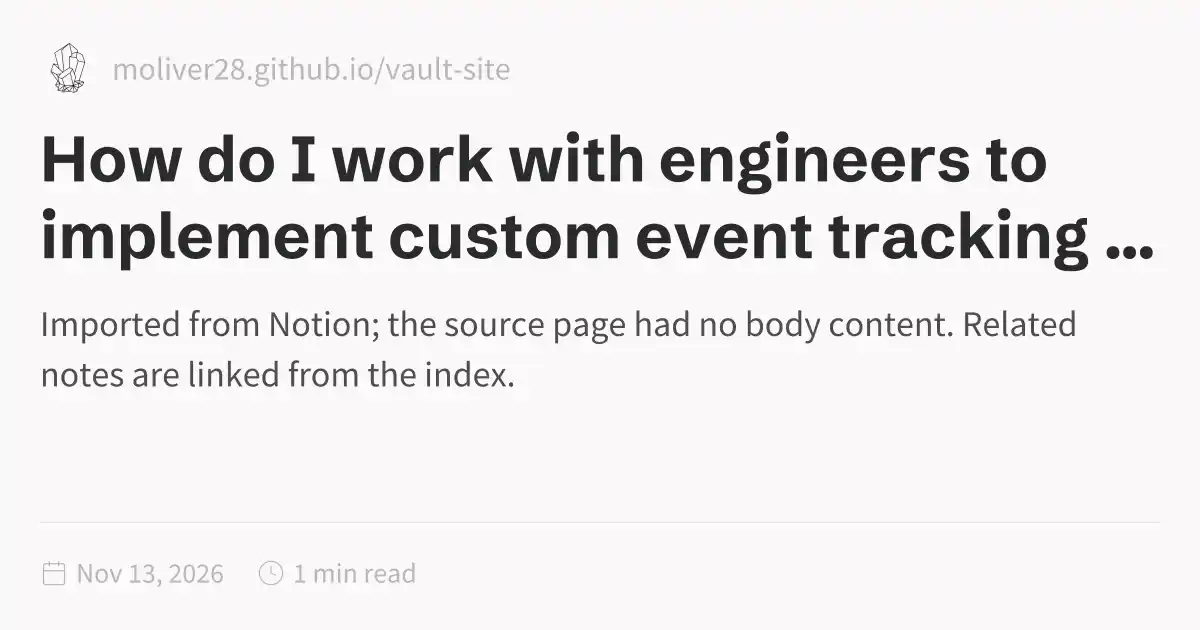 moliver28.github.io/vault-site
How do I work with engineers to
implement custom event tracking ...
Imported from Notion; the source page had no body content. Related
notes are linked from the index.
Nov 13, 2026 1 min read